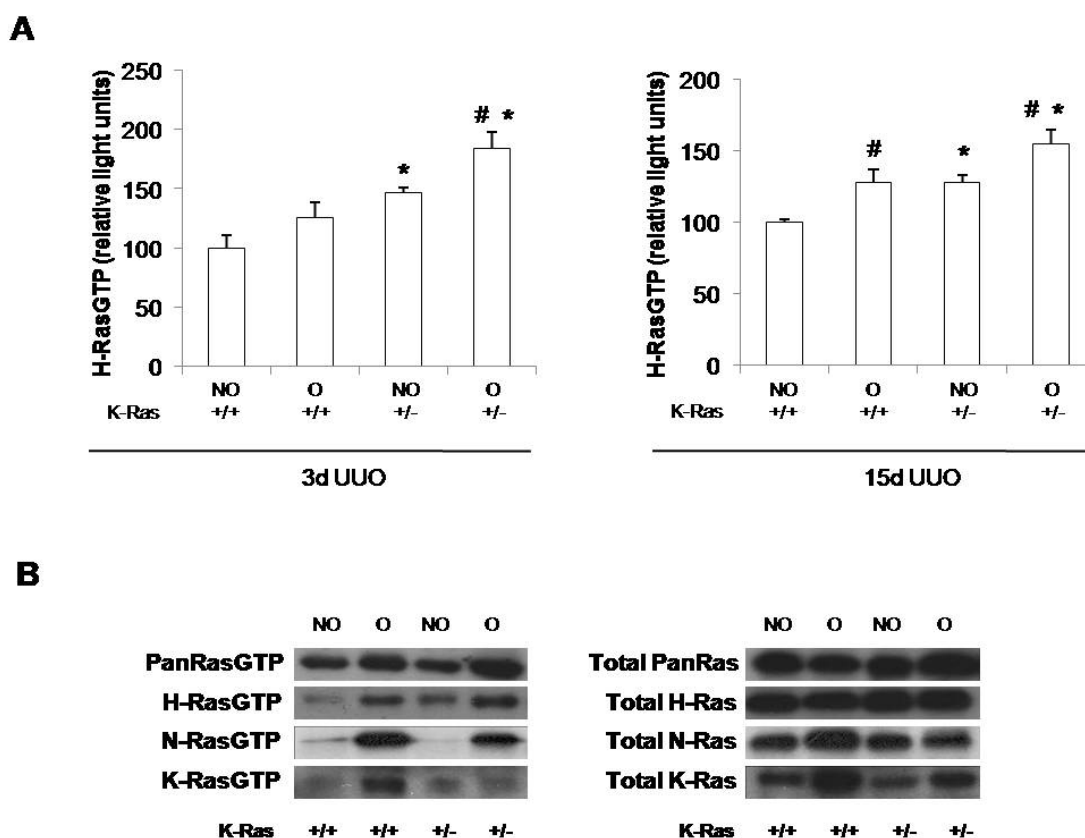 A
H-RasGTP (relative light units)
250
200
150
100
50
0
# *
*
NO O NO O
K-Ras +/+ +/+ +/- +/-
3d UUO
H-RasGTP (relative light units)
200
150
100
50
0
# *
# *
NO O NO O
K-Ras +/+ +/+ +/- +/-
15d UUO
B
NO O NO O
PanRasGTP
H-RasGTP
N-RasGTP
K-RasGTP
K-Ras +/+ +/+ +/- +/-
NO O NO O
Total PanRas
Total H-Ras
Total N-Ras
Total K-Ras
K-Ras +/+ +/+ +/- +/-